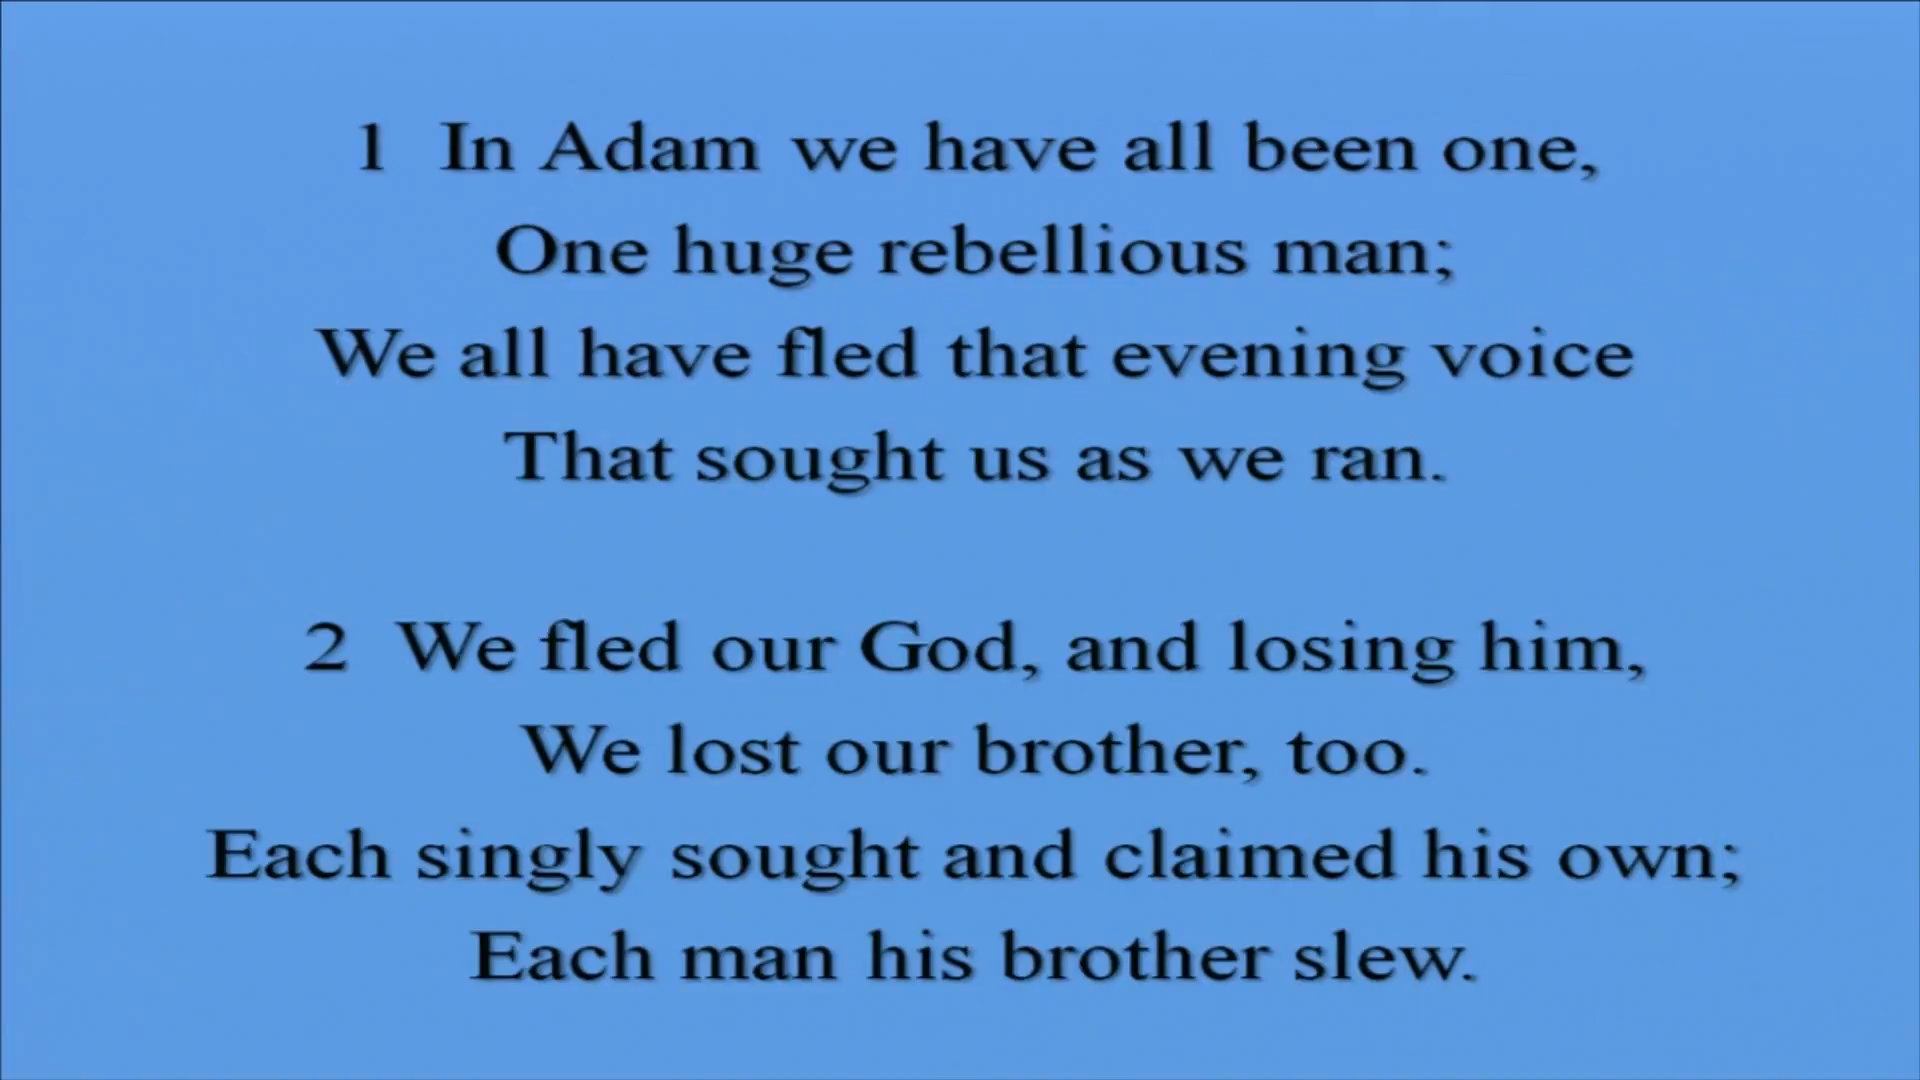 1 In Adam we have all been one,
One huge rebellious man;
We all have fled that evening voice
That sought us as we ran.
2 We fled our God, and losing him,
We lost our brother, too.
Each singly sought and claimed his own;
Each man his brother slew.